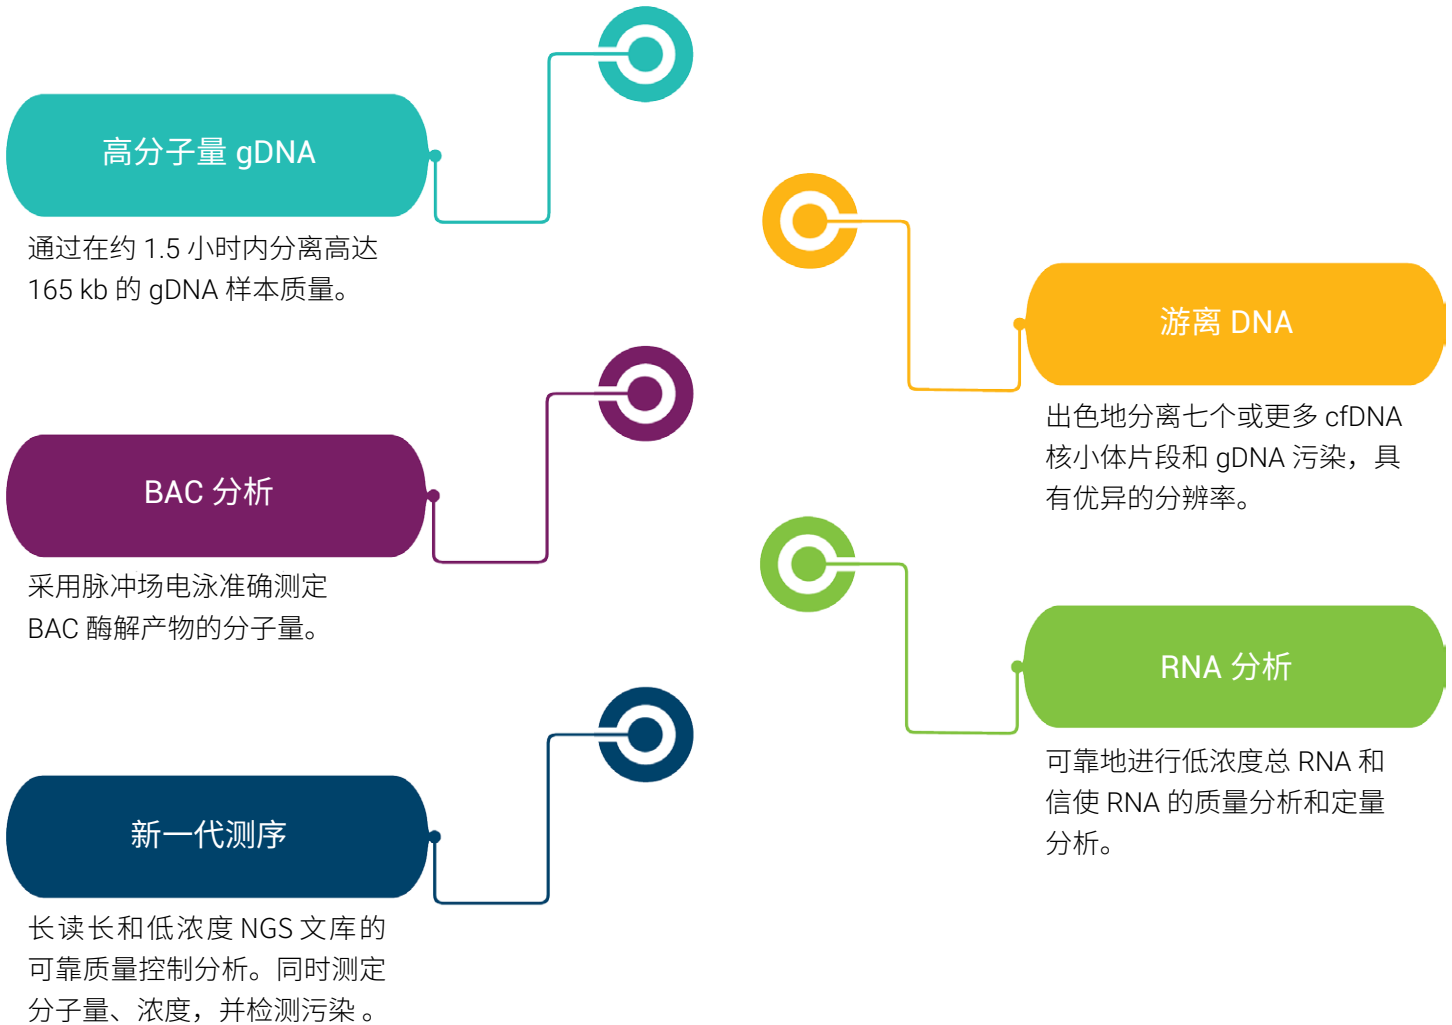 高分子量 gDNA
通过在约 1.5 小时内分离高达
165 kb 的 gDNA 样本质量。
游离 DNA
出色地分离七个或更多 cfDNA
核小体片段和 gDNA 污染，具
有优异的分辨率。
BAC 分析
采用脉冲场电泳准确测定
BAC 酶解产物的分子量。
RNA 分析
可靠地进行低浓度总 RNA 和
信使 RNA 的质量分析和定量
分析。
新一代测序
长读长和低浓度 NGS 文库的
可靠质量控制分析。同时测定
分子量、浓度，并检测污染 。